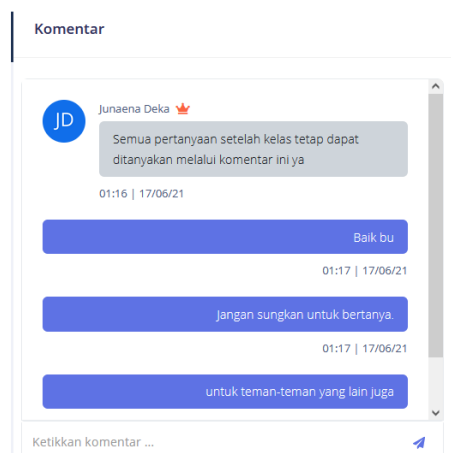 Komentar
JD
Junaena Deka
Semua pertanyaan setelah kelas tetap dapat
ditanyakan melalui komentar ini ya
01:16 | 17/06/21
Baik bu
01:17 | 17/06/21
Jangan sungkan untuk bertanya.
01:17 | 17/06/21
untuk teman-teman yang lain juga
Ketikkan komentar ...